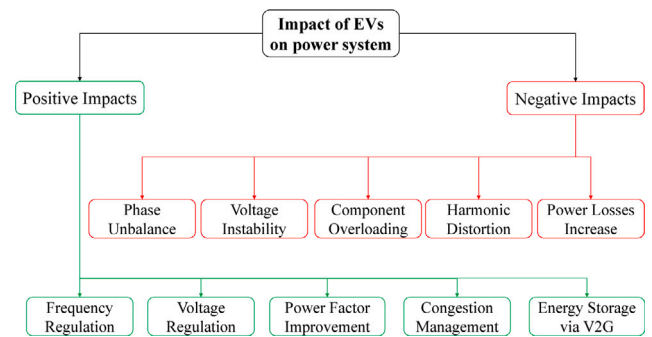 Impact of EVs
on power system
Positive Impacts
Negative Impacts
Phase
Unbalance
Voltage
Instability
Component
Overloading
Harmonic
Distortion
Power Losses
Increase
Frequency
Regulation
Voltage
Regulation
Power Factor
Improvement
Congestion
Management
Energy Storage
via V2G